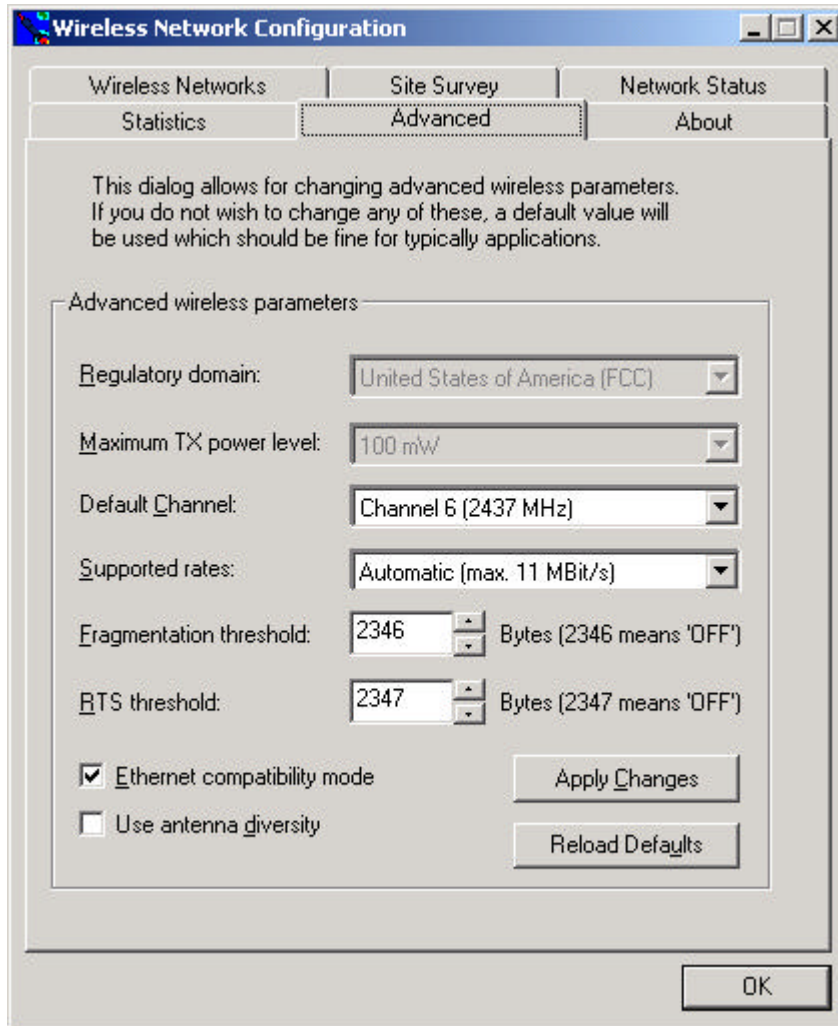 Wireless Network Configuration
Wireless Networks Site Survey Network Status
Statistics Advanced About
This dialog allows for changing advanced wireless parameters.
If you do not wish to change any of these, a default value will
be used which should be fine for typically applications.
Advanced wireless parameters
Regulatory domain: United States of America (FCC)
Maximum TX power level: 100 mW
Default Channel: Channel 6 (2437 MHz)
Supported rates: Automatic (max. 11 MBit/s)
Fragmentation threshold: 2346 Bytes (2346 means 'OFF')
RTS threshold: 2347 Bytes (2347 means 'OFF')
Ethernet compatibility mode Apply Changes
Use antenna diversity Reload Defaults
OK